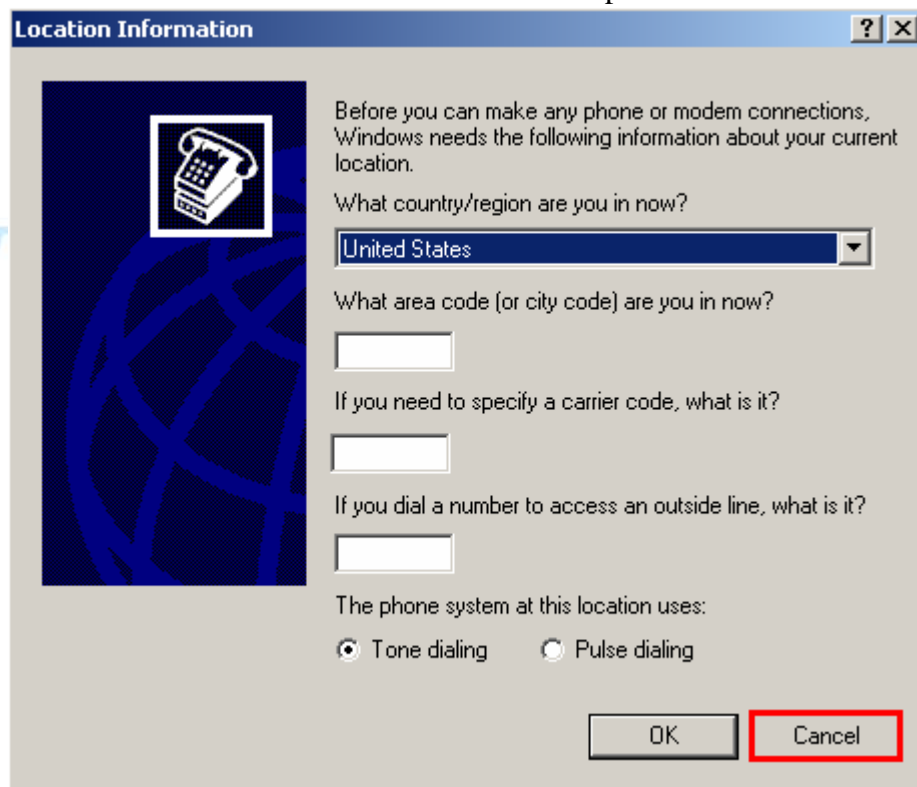 Location Information
Before you can make any phone or modem connections,
Windows needs the following information about your current
location.
What country/region are you in now?
United States
What area code (or city code) are you in now?
If you need to specify a carrier code, what is it?
If you dial a number to access an outside line, what is it?
The phone system at this location uses:
Tone dialing Pulse dialing
OK Cancel